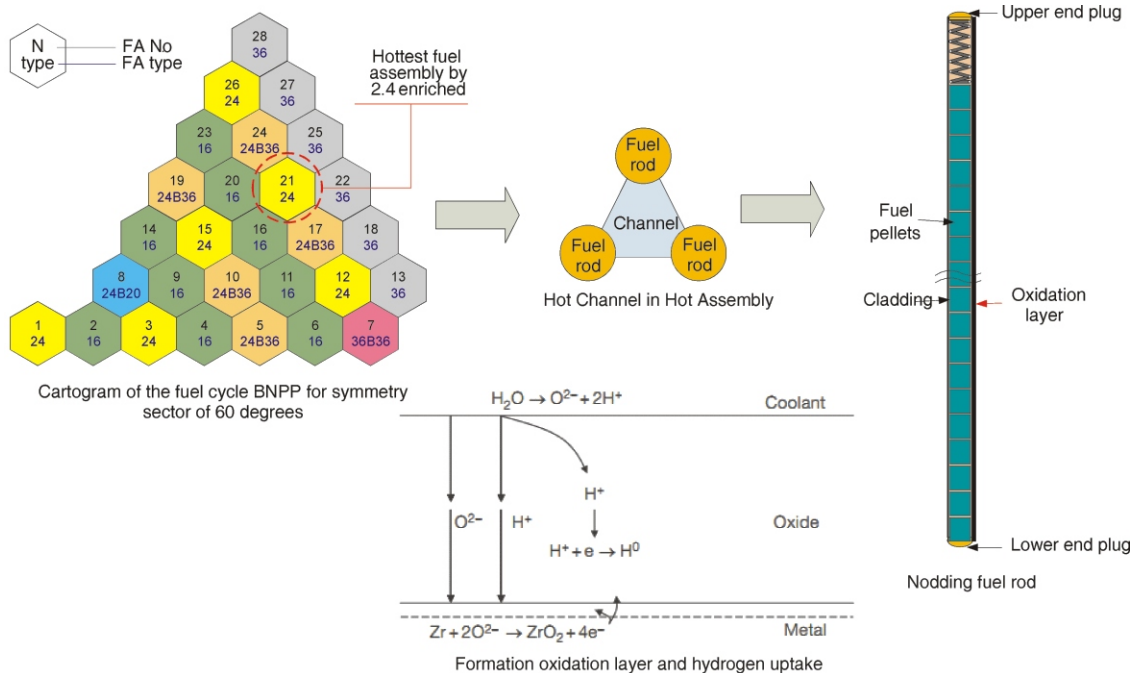 N
type
FA No
FA type
28
36
26
24
27
36
23
16
24
24B36
25
36
19
24B36
20
16
21
24
22
36
14
16
15
24
16
16
17
24B36
18
36
8
24B20
9
16
10
24B36
11
16
12
24
13
36
1
24
2
16
3
24
4
16
5
24B36
6
16
7
36B36
Hottest fuel
assembly by
2.4 enriched
Cartogram of the fuel cycle BNPP for symmetry
sector of 60 degrees
Fuel
rod
Channel
Fuel
rod
Fuel
rod
Hot Channel in Hot Assembly
Upper end plug
Fuel
pellets
Cladding
Oxidation
layer
Lower end plug
Nodding fuel rod
H₂O → O²⁻ + 2H⁺
Coolant
H⁺
O²⁻
H⁺
Oxide
H⁺ + e → H⁰
Zr + 2O²⁻ → ZrO₂ + 4e⁻
Metal
Formation oxidation layer and hydrogen uptake